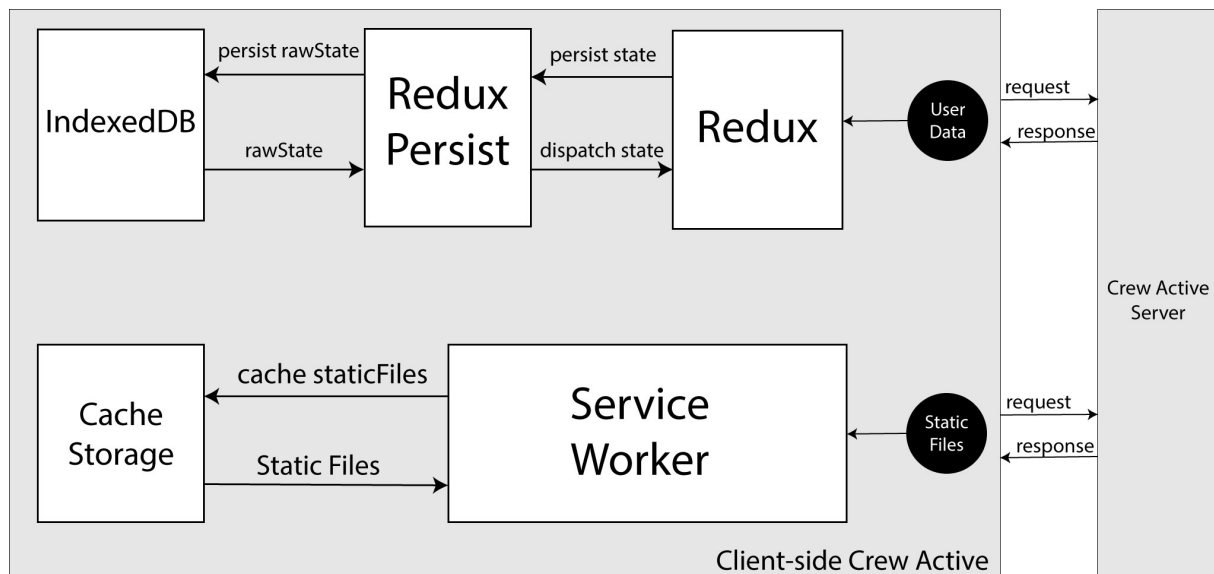 persist rawState
persist state
IndexedDB
Redux
Persist
Redux
User
Data
request
response
rawState
dispatch state
Crew Active
Server
cache staticFiles
Cache
Storage
Static Files
Service
Worker
Static
Files
request
response
Client-side Crew Active